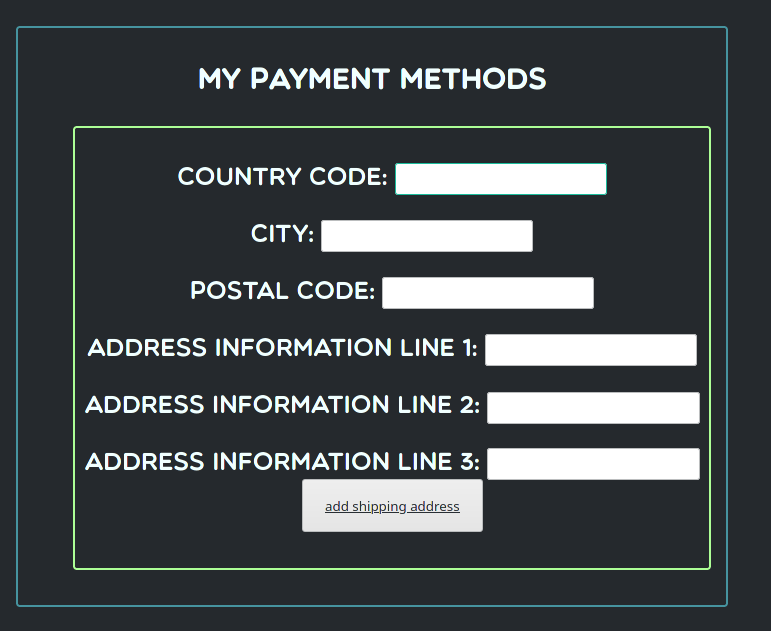 MY PAYMENT METHODS
COUNTRY CODE:
CITY:
POSTAL CODE:
ADDRESS INFORMATION LINE 1:
ADDRESS INFORMATION LINE 2:
ADDRESS INFORMATION LINE 3:
add shipping address